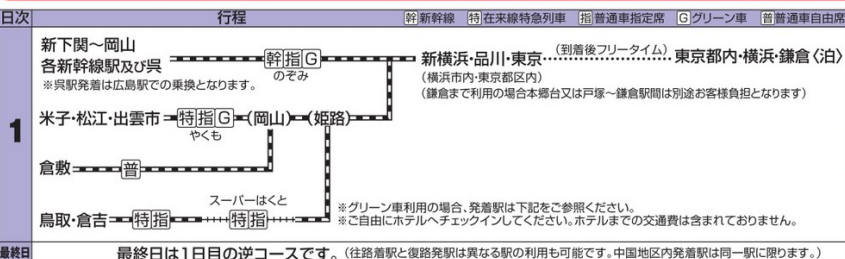 日次 行程 幹新幹線 特在来線特急列車 指普通車指定席 Gグリーン車 普普通車自由席
1
新下関～岡山
各新幹線駅及び呉
※呉駅発着は広島駅での乗換となります。
幹指G
のぞみ
新横浜・品川・東京 (到着後フリータイム) 東京都内・横浜・鎌倉〈泊〉
(横浜市内・東京都区内)
(鎌倉まで利用の場合本郷台又は戸塚～鎌倉駅間は別途お客様負担となります)
米子・松江・出雲市 特指G (岡山) (姫路)
やくも
倉敷 普
スーパーはくと
鳥取・倉吉 特指 特指
※グリーン車利用の場合、発着駅は下記をご参照ください。
※ご自由にホテルへチェックインしてください。ホテルまでの交通費は含まれておりません。
最終日 最終日は1日目の逆コースです。(往路着駅と復路発駅は異なる駅の利用も可能です。中国地区内発着駅は同一駅に限ります。)